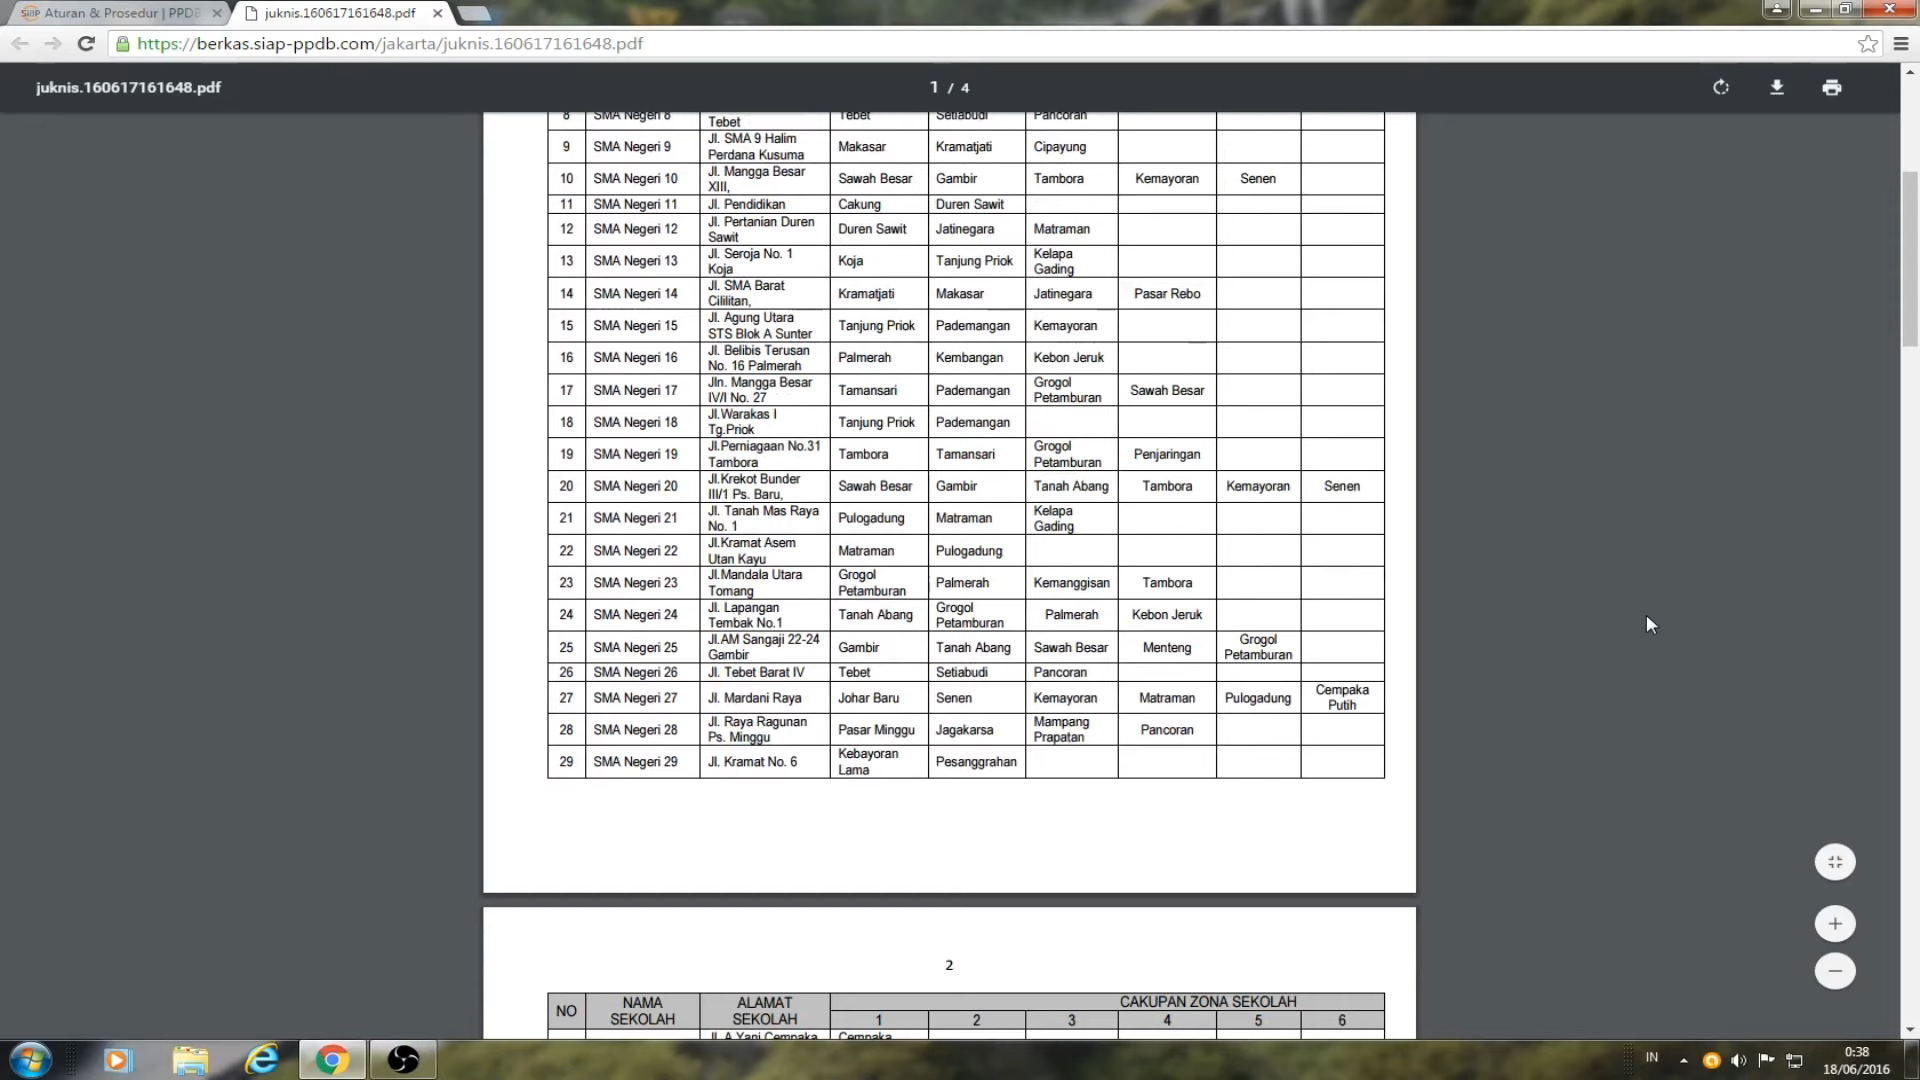 Aturan & Prosedur | PPDB
juknis.160617161648.pdf
https://berkas.siap-ppdb.com/jakarta/juknis.160617161648.pdf
juknis.160617161648.pdf
1 / 4
8 SMA Negeri 8 Tebet Tebet Setiabudi Pancoran
9 SMA Negeri 9 Jl. SMA 9 Halim Perdana Kusuma Makasar Kramatjati Cipayung
10 SMA Negeri 10 Jl. Mangga Besar XIII, Sawah Besar Gambir Tambora Kemayoran Senen
11 SMA Negeri 11 Jl. Pendidikan Cakung Duren Sawit
12 SMA Negeri 12 Jl. Pertanian Duren Sawit Duren Sawit Jatinegara Matraman
13 SMA Negeri 13 Jl. Seroja No. 1 Koja Koja Tanjung Priok Kelapa Gading
14 SMA Negeri 14 Jl. SMA Barat Cililitan, Kramatjati Makasar Jatinegara Pasar Rebo
15 SMA Negeri 15 Jl. Agung Utara STS Blok A Sunter Tanjung Priok Pademangan Kemayoran
16 SMA Negeri 16 Jl. Belibis Terusan No. 16 Palmerah Palmerah Kembangan Kebon Jeruk
17 SMA Negeri 17 Jln. Mangga Besar IV/I No. 27 Tamansari Pademangan Grogol Petamburan Sawah Besar
18 SMA Negeri 18 Jl.Warakas I Tg.Priok Tanjung Priok Pademangan
19 SMA Negeri 19 Jl.Perniagaan No.31 Tambora Tambora Tamansari Grogol Petamburan Penjaringan
20 SMA Negeri 20 Jl.Krekot Bunder III/1 Ps. Baru, Sawah Besar Gambir Tanah Abang Tambora Kemayoran Senen
21 SMA Negeri 21 Jl. Tanah Mas Raya No. 1 Pulogadung Matraman Kelapa Gading
22 SMA Negeri 22 Jl.Kramat Asem Utan Kayu Matraman Pulogadung
23 SMA Negeri 23 Jl.Mandala Utara Tomang Grogol Petamburan Palmerah Kemanggisan Tambora
24 SMA Negeri 24 Jl. Lapangan Tembak No.1 Tanah Abang Grogol Petamburan Palmerah Kebon Jeruk
25 SMA Negeri 25 Jl.AM Sangaji 22-24 Gambir Gambir Tanah Abang Sawah Besar Menteng Grogol Petamburan
26 SMA Negeri 26 Jl. Tebet Barat IV Tebet Setiabudi Pancoran
27 SMA Negeri 27 Jl. Mardani Raya Johar Baru Senen Kemayoran Matraman Pulogadung Cempaka Putih
28 SMA Negeri 28 Jl. Raya Ragunan Ps. Minggu Pasar Minggu Jagakarsa Mampang Prapatan Pancoran
29 SMA Negeri 29 Jl. Kramat No. 6 Kebayoran Lama Pesanggrahan
2
NO NAMA SEKOLAH ALAMAT SEKOLAH CAKUPAN ZONA SEKOLAH
1 2 3 4 5 6
Jl.A.Yani Cempaka Cempaka
IN
0:38
18/06/2016